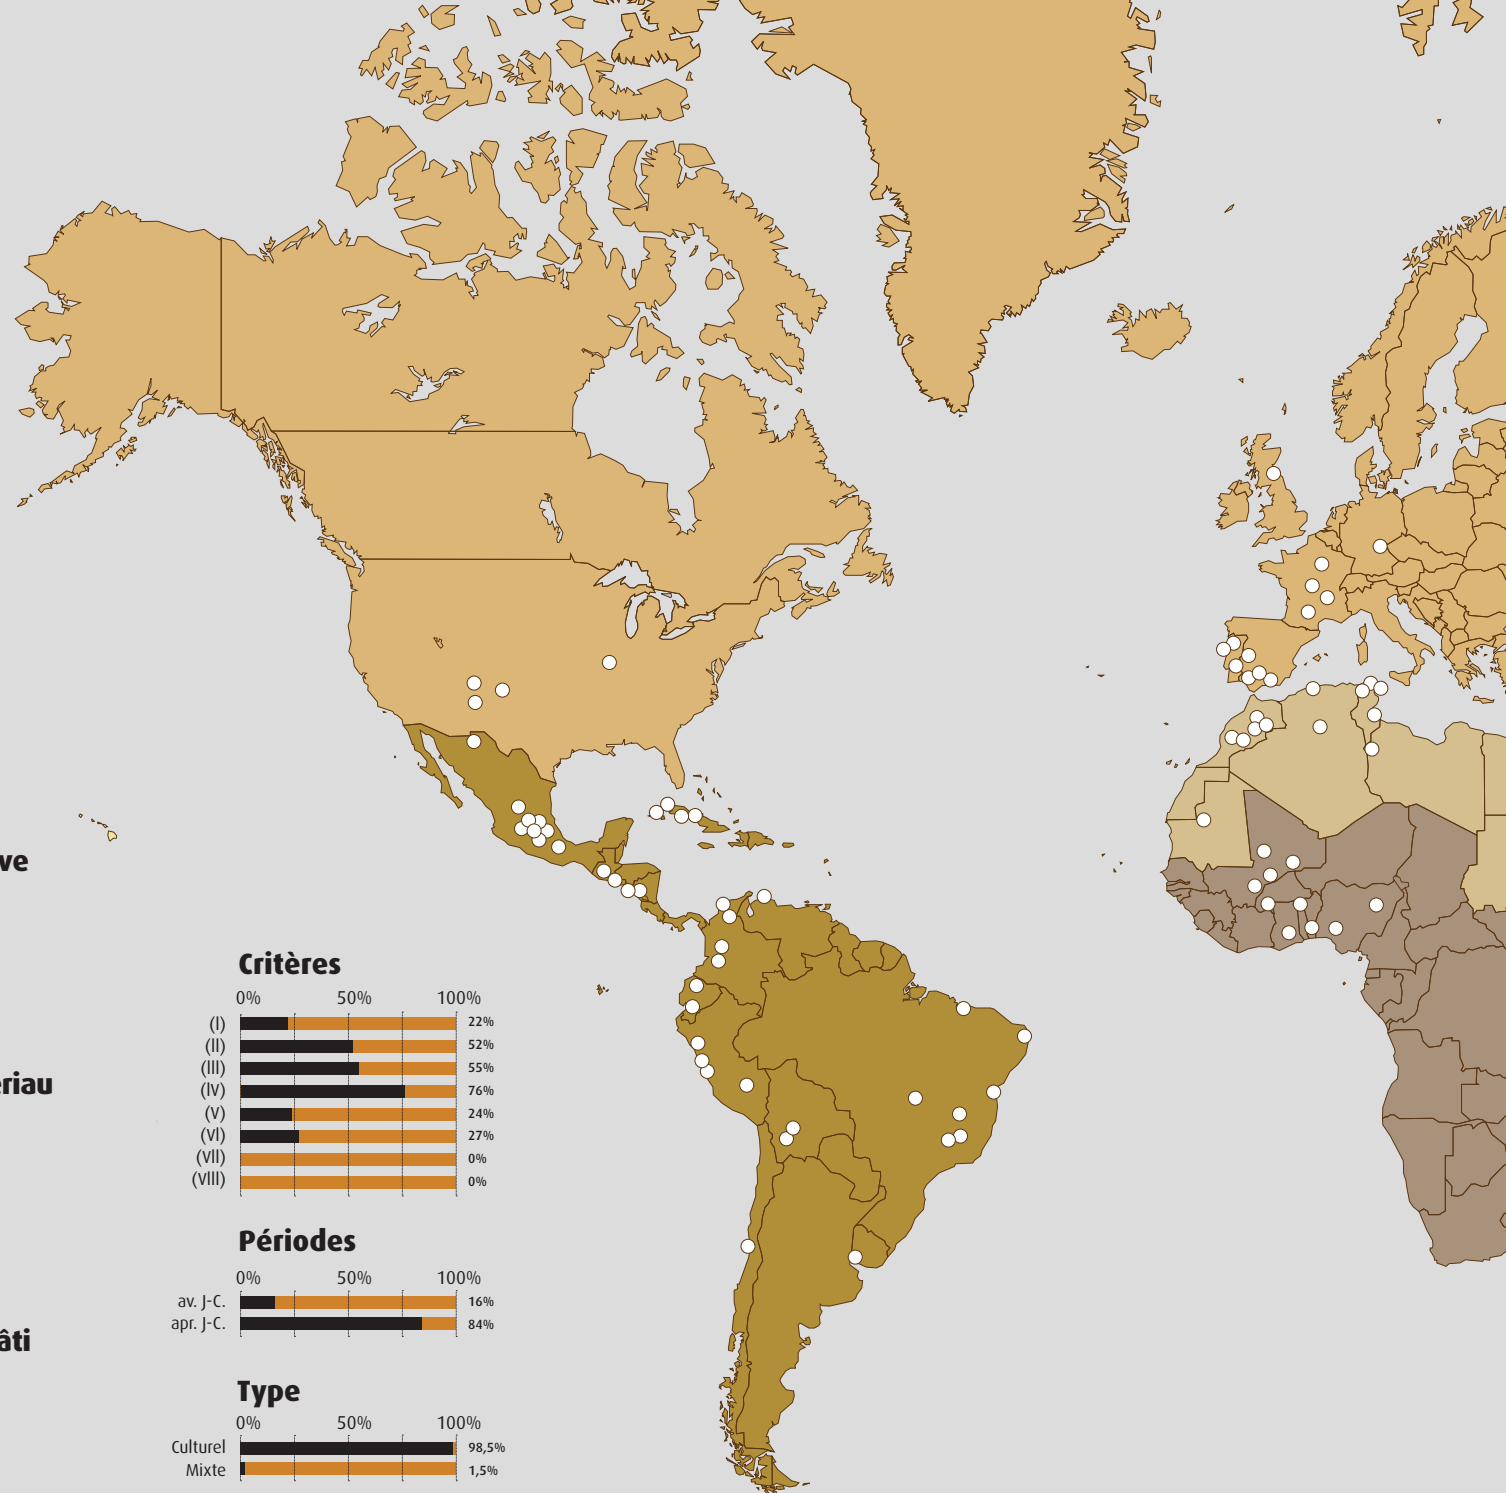 ve
ériau
âti
Critères
0% 50% 100%
(I) 22%
(II) 52%
(III) 55%
(IV) 76%
(V) 24%
(VI) 27%
(VII) 0%
(VIII) 0%
Périodes
0% 50% 100%
av. J-C. 16%
apr. J-C. 84%
Type
0% 50% 100%
Culturel 98,5%
Mixte 1,5%